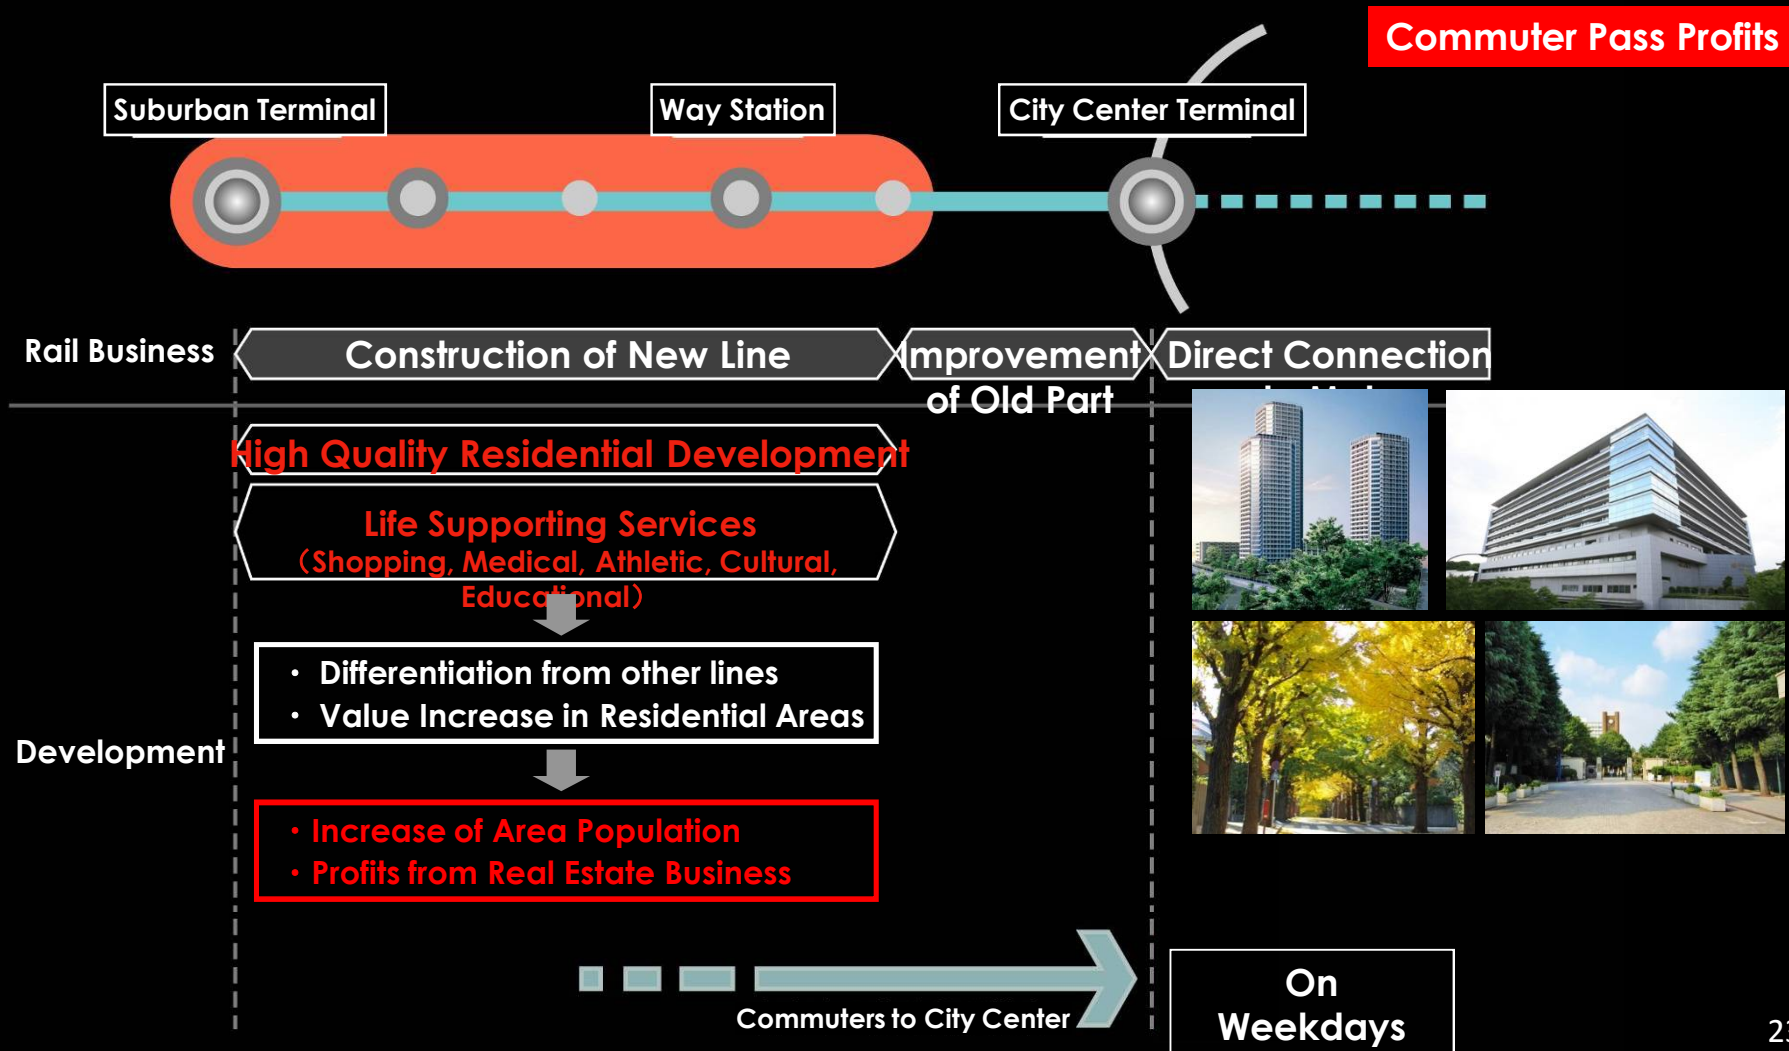 Commuter Pass Profits
Suburban Terminal
Way Station
City Center Terminal
Rail Business
Construction of New Line
Improvement
of Old Part
Direct Connection
High Quality Residential Development
Life Supporting Services
（Shopping, Medical, Athletic, Cultural,
Educational）
・ Differentiation from other lines
・ Value Increase in Residential Areas
Development
・Increase of Area Population
・Profits from Real Estate Business
Commuters to City Center
On
Weekdays